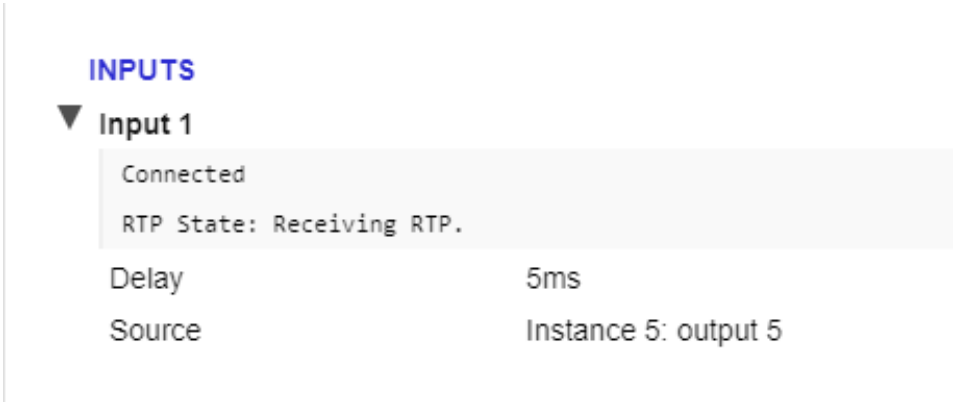 INPUTS
Input 1
Connected
RTP State: Receiving RTP.
Delay 5ms
Source Instance 5: output 5